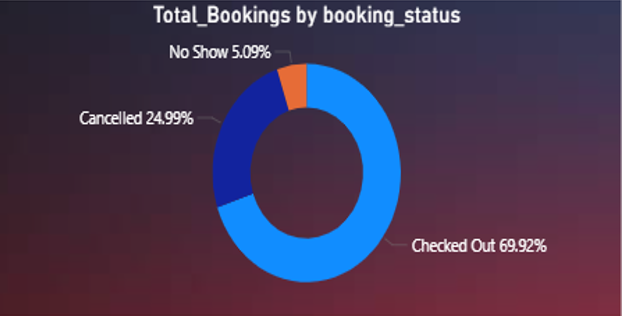 Total_Bookings by booking_status
No Show 5.09%
Cancelled 24.99%
Checked Out 69.92%